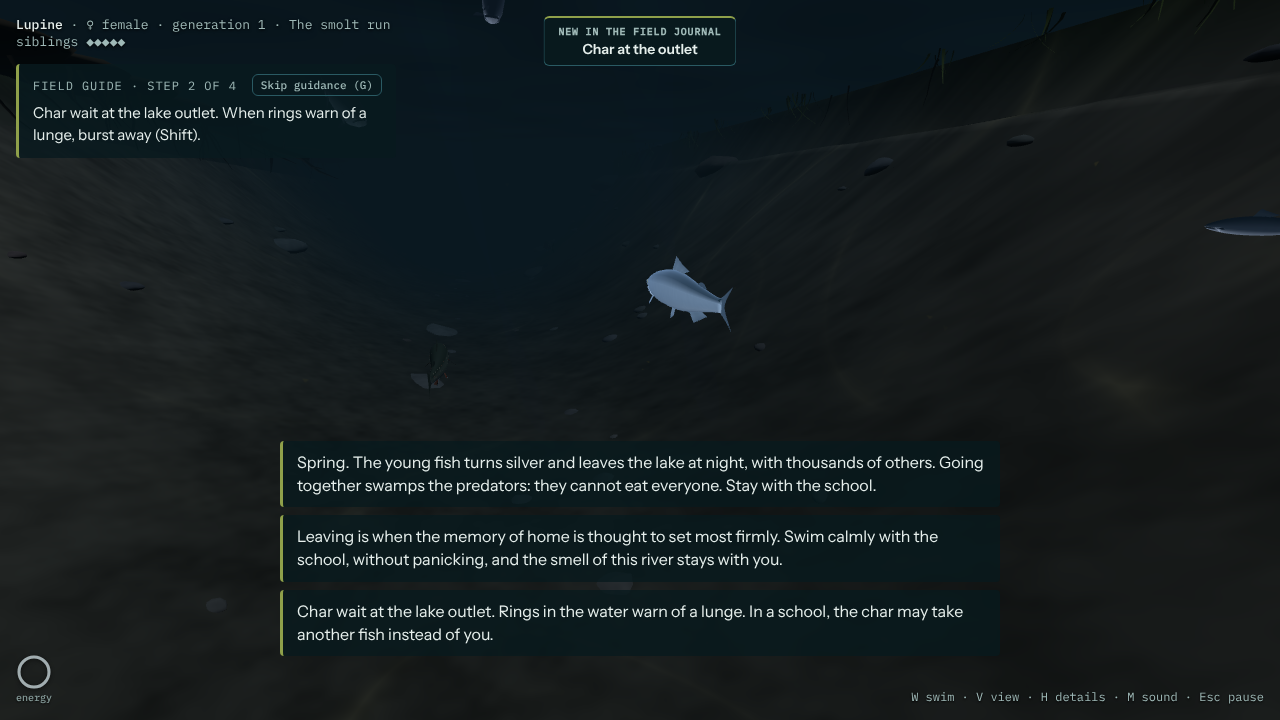 Lupine · ♀ female · generation 1 · The smolt run
siblings ◆◆◆◆◆
NEW IN THE FIELD JOURNAL
Char at the outlet
FIELD GUIDE · STEP 2 OF 4
Skip guidance (G)
Char wait at the lake outlet. When rings warn of a
lunge, burst away (Shift).
Spring. The young fish turns silver and leaves the lake at night, with thousands of others. Going
together swamps the predators: they cannot eat everyone. Stay with the school.
Leaving is when the memory of home is thought to set most firmly. Swim calmly with the
school, without panicking, and the smell of this river stays with you.
Char wait at the lake outlet. Rings in the water warn of a lunge. In a school, the char may take
another fish instead of you.
energy
W swim · V view · H details · M sound · Esc pause